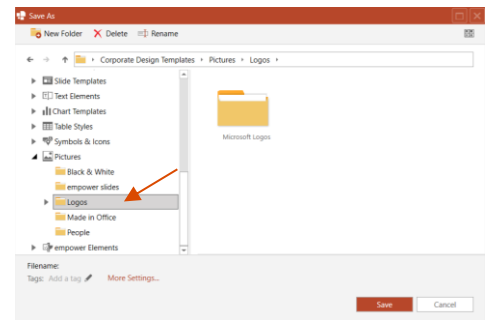 Save As
New Folder Delete Rename
Corporate Design Templates Pictures Logos
Slide Templates
Text Elements
Chart Templates
Table Styles
Symbols & Icons
Pictures
Black & White
empower slides
Logos
Made in Office
People
empower Elements
Microsoft Logos
Filename:
Tags: Add a tag More Settings...
Save Cancel